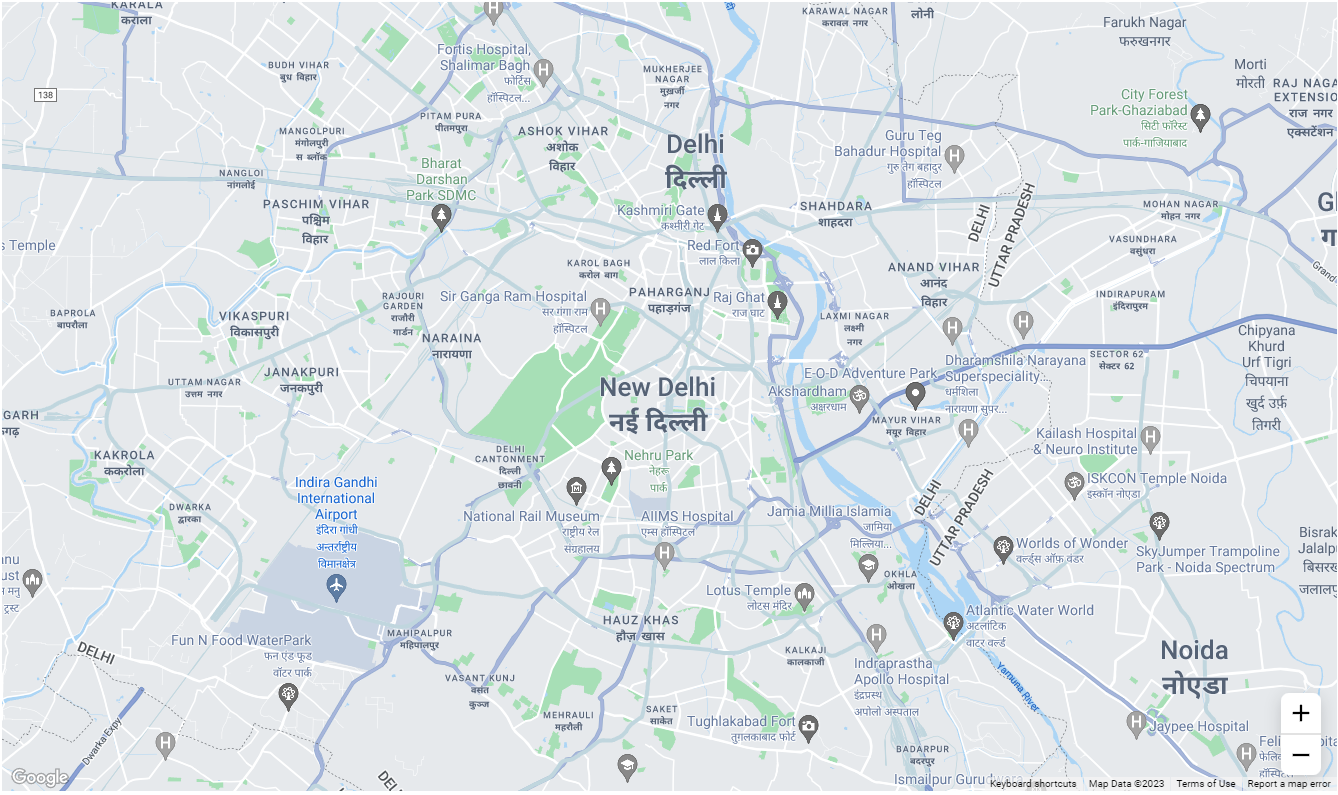 KARALA
कराला
KARAWAL NAGAR
करावल नगर
लोनी
Farukh Nagar
फरुखनगर
Fortis Hospital,
Shalimar Bagh
फोर्टिस
हॉस्पिटल...
BUDH VIHAR
बुध विहार
MUKHERJEE
NAGAR
मुखर्जी
नगर
Morti
मोरती
RAJ NAGA
EXTENSIO
राज नगर
एक्सटेंशन
138
City Forest
Park-Ghaziabad
सिटी फॉरेस्ट
पार्क-गाजियाबाद
PITAM PURA
पीतमपुरा
MANGOLPURI
मंगोलपुरी
स ब्लॉक
ASHOK VIHAR
अशोक
विहार
Delhi
दिल्ली
Guru Teg
Bahadur Hospital
गुरु तेग बहादुर
हॉस्पिटल
NANGLOI
नांगलोई
Bharat
Darshan
Park SDMC
PASCHIM VIHAR
पश्चिम
विहार
Kashmiri Gate
कश्मीरी गेट
SHAHDARA
शाहदरा
DELHI
UTTAR PRADESH
MOHAN NAGAR
मोहन नगर
Gh
s Temple
Red Fort
लाल किला
VASUNDHARA
वसुंधरा
KAROL BAGH
करोल बाग
ANAND VIHAR
आनंद
विहार
Grand
RAJOURI
GARDEN
राजौरी
गार्डन
Sir Ganga Ram Hospital
सर गंगा राम
हॉस्पिटल
PAHARGANJ
पहाड़गंज
Raj Ghat
राज घाट
INDIRAPURAM
इंदिरापुरम
BAPROLA
बापरौला
VIKASPURI
विकासपुरी
LAXMI NAGAR
लक्ष्मी
नगर
NARAINA
नारायणा
Chipyana
Khurd
Urf Tigri
चिपयाना
खुर्द उर्फ़
तिगरी
SECTOR 62
सेक्टर 62
JANAKPURI
जनकपुरी
UTTAM NAGAR
उत्तम नगर
Dharamshila Narayana
Superspeciality...
धर्मशिला
नारायणा सुपर...
E-O-D Adventure Park
New Delhi
नई दिल्ली
Akshardham
अक्षरधाम
GARH
गढ़
MAYUR VIHAR
मयूर विहार
Kailash Hospital
& Neuro Institute
KAKROLA
ककरोला
DELHI
CANTONMENT
दिल्ली
छावनी
Nehru Park
नेहरू
पार्क
Indira Gandhi
International
Airport
इंदिरा गांधी
अन्तर्राष्ट्रीय
विमानक्षेत्र
ISKCON Temple Noida
इस्कॉन नोएडा
DELHI
UTTAR PRADESH
DWARKA
द्वारका
National Rail Museum
राष्ट्रीय रेल
संग्रहालय
AIIMS Hospital
एम्स हॉस्पिटल
Jamia Millia Islamia
जामिया
मिल्लिया...
Worlds of Wonder
वर्ल्ड्स ऑफ़ वंडर
SkyJumper Trampoline
Park - Noida Spectrum
Bisrak
Jalalp
बिसरख
जलालपु
anu
ust
मनु
ट्रस्ट
OKHLA
ओखला
Lotus Temple
लोटस मंदिर
Atlantic Water World
अटलांटिक
वाटर वर्ल्ड
HAUZ KHAS
हौज़ खास
MAHIPALPUR
महिपालपुर
Fun N Food WaterPark
फन एंड फूड
वॉटर पार्क
DELHI
KALKAJI
कालकाजी
Noida
नोएडा
Indraprastha
Apollo Hospital
इंद्रप्रस्थ
अपोलो अस्पताल
Yamuna River
VASANT KUNJ
वसंत
कुञ्ज
MEHRAULI
महरौली
SAKET
साकेत
Tughlakabad Fort
तुगलकाबाद फोर्ट
Dwarka Expy
Jaypee Hospital
+
−
BADARPUR
बदरपुर
फेलिक्स
Ismailpur Gurudwara
Google
Keyboard shortcuts
Map Data ©2023
Terms of Use
Report a map error